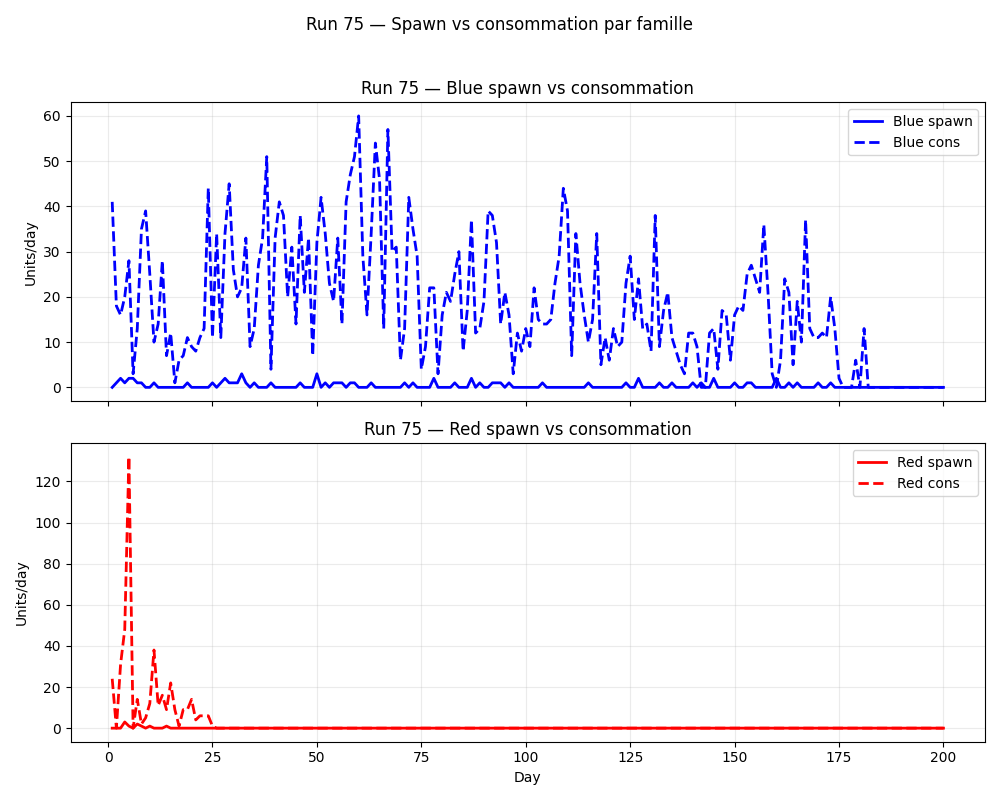 Run 75 — Spawn vs consommation par famille
Run 75 — Blue spawn vs consommation
60
50
40
30
20
10
0
Units/day
Blue spawn
Blue cons
Run 75 — Red spawn vs consommation
120
100
80
60
40
20
0
Units/day
Red spawn
Red cons
0 25 50 75 100 125 150 175 200
Day